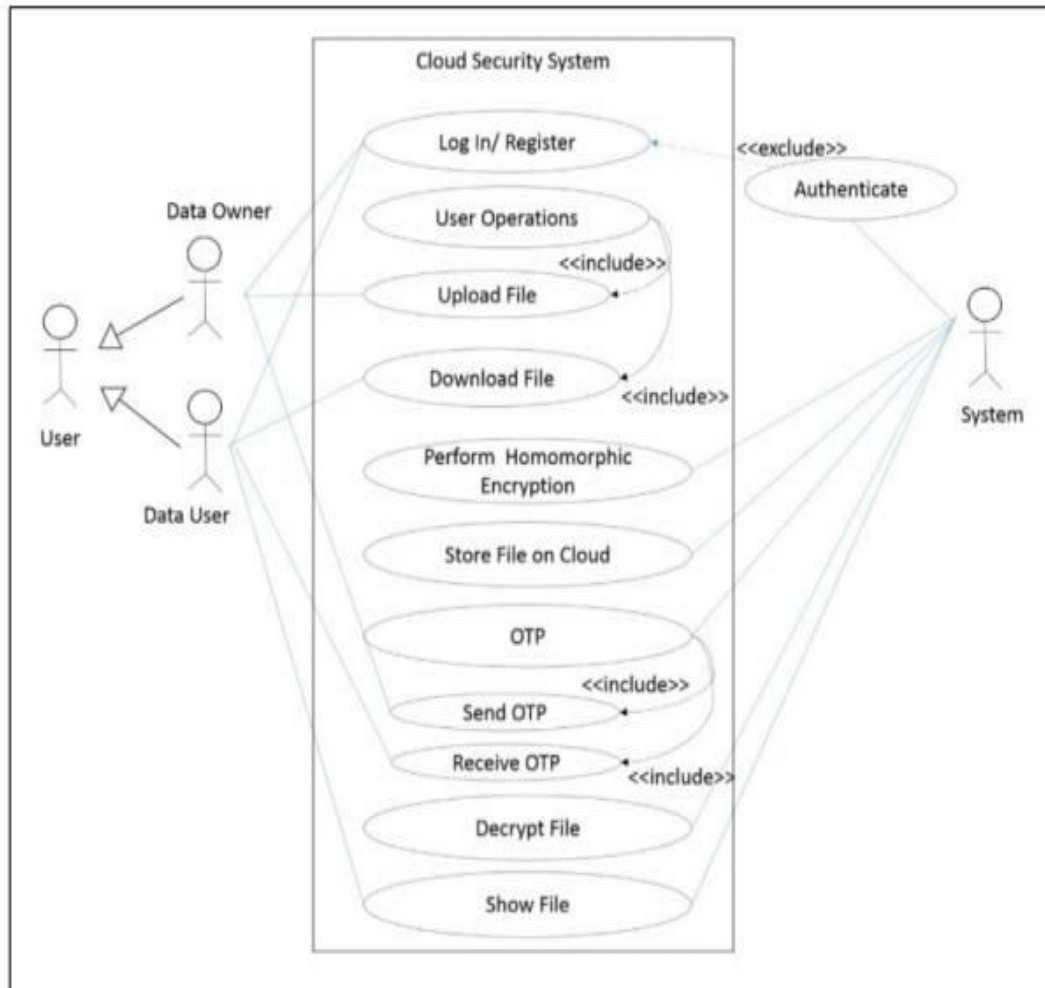 Cloud Security System
Log In/ Register
<<exclude>>
Authenticate
Data Owner
User Operations
<<include>>
Upload File
Download File
<<include>>
User
System
Perform Homomorphic
Encryption
Data User
Store File on Cloud
OTP
<<include>>
Send OTP
Receive OTP
<<include>>
Decrypt File
Show File